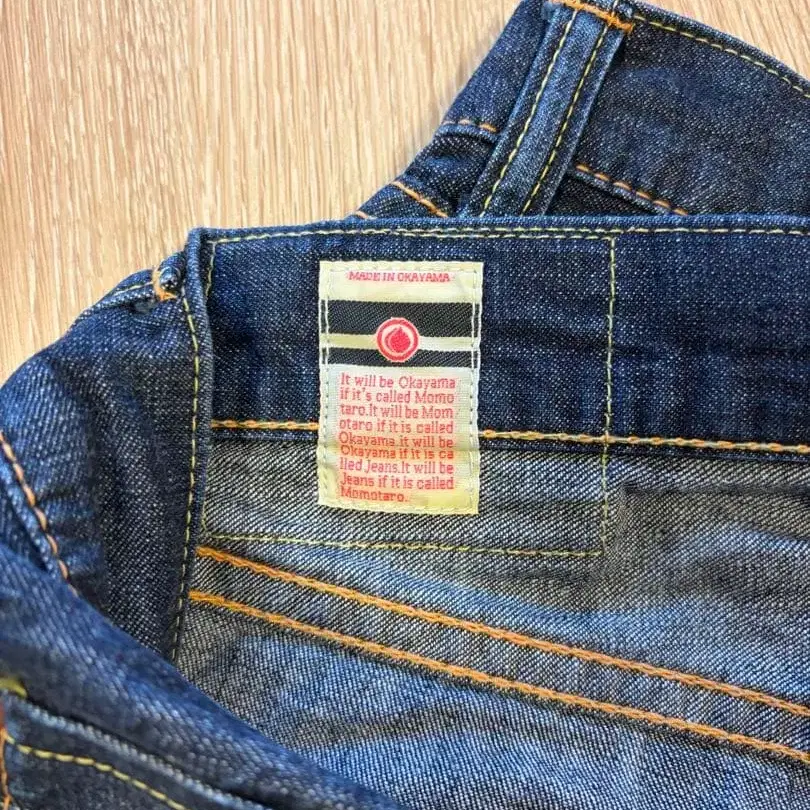 MADE IN OKAYAMA
It will be Okayama
if it's called Momo
taro.It will be Mom
otaro if it is called
Okayama.it will be
Okayama if it is ca
lled Jeans.It will be
Jeans if it is called
Momotaro.